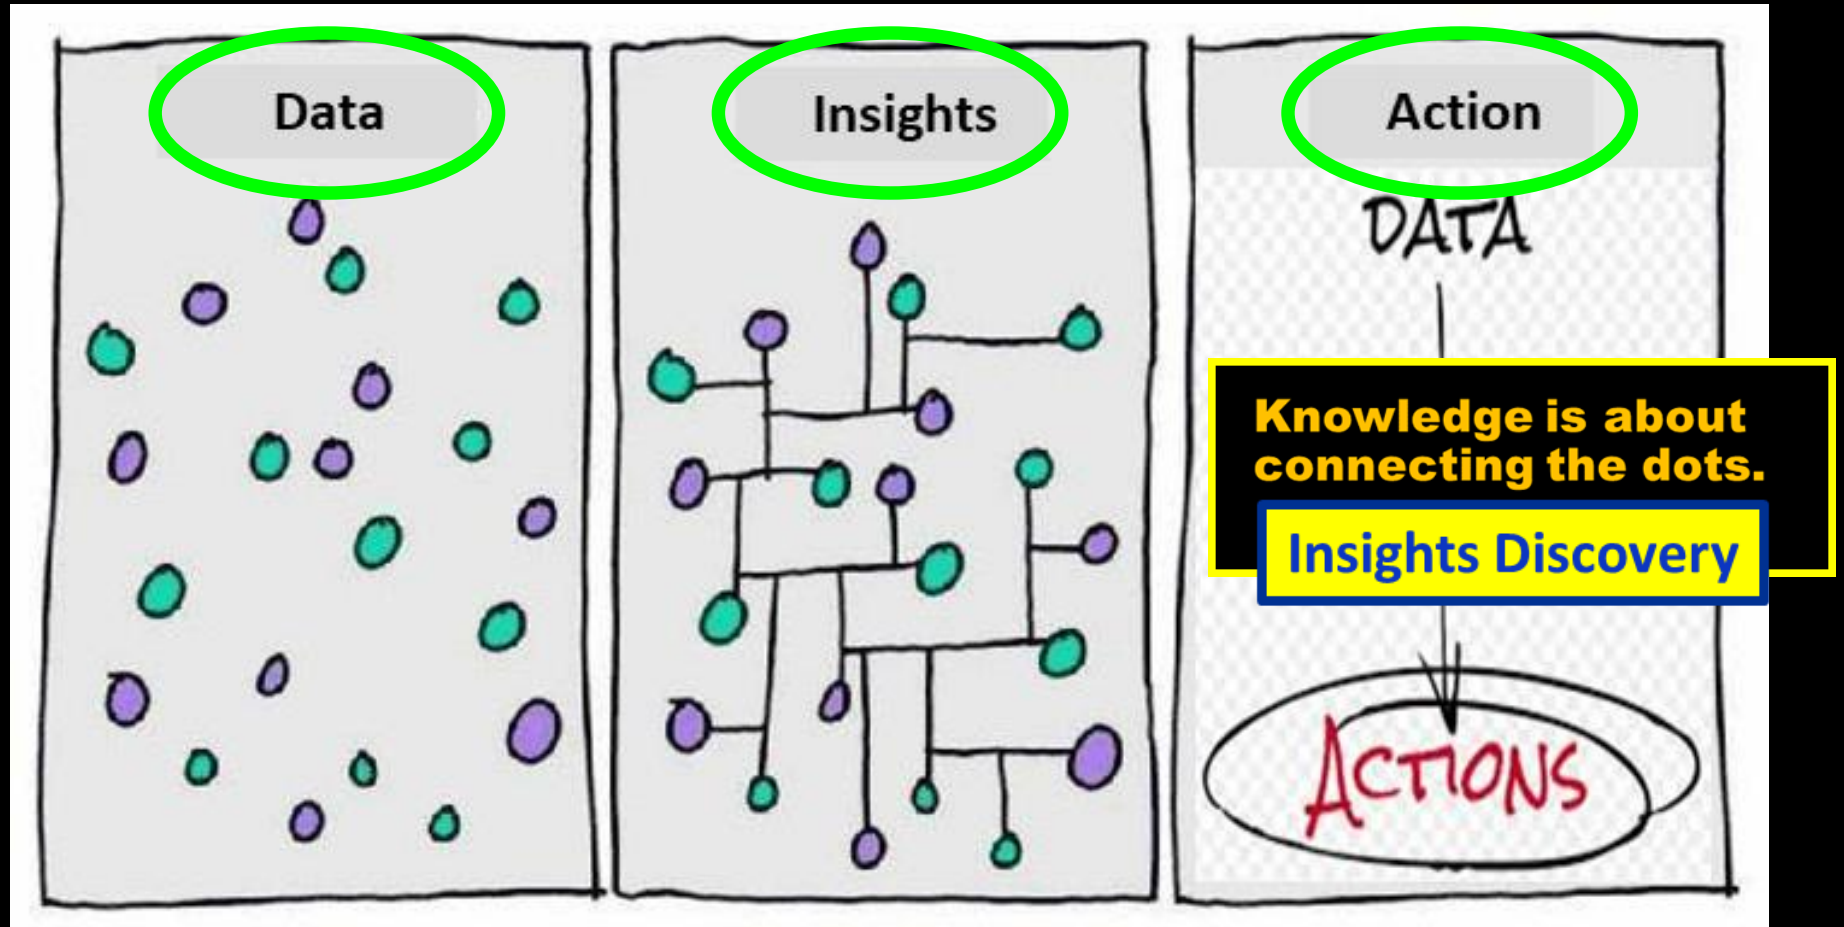 Data
Insights
Action
DATA
Knowledge is about
connecting the dots.
Insights Discovery
ACTIONS